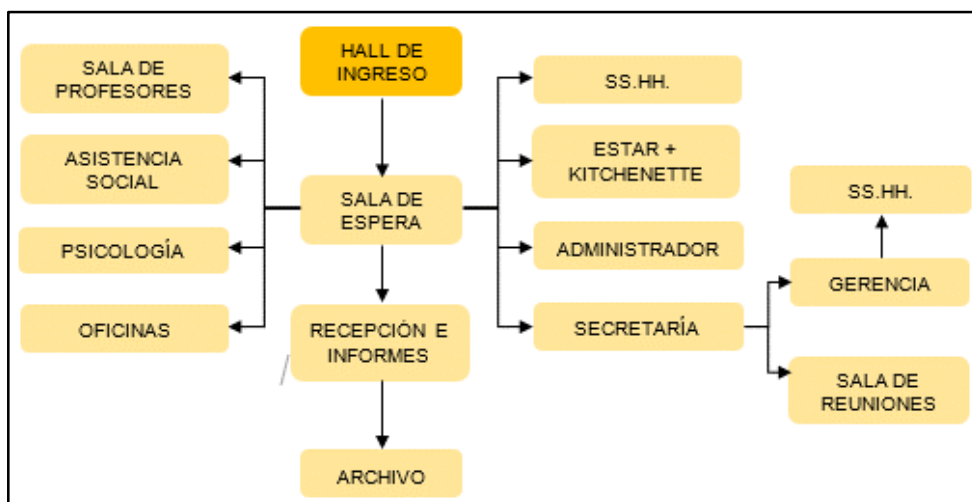 HALL DE
INGRESO
SALA DE
PROFESORES
SS.HH.
ASISTENCIA
SOCIAL
ESTAR +
KITCHENETTE
SALA DE
ESPERA
SS.HH.
PSICOLOGÍA
ADMINISTRADOR
GERENCIA
OFICINAS
RECEPCIÓN E
INFORMES
SECRETARÍA
SALA DE
REUNIONES
ARCHIVO